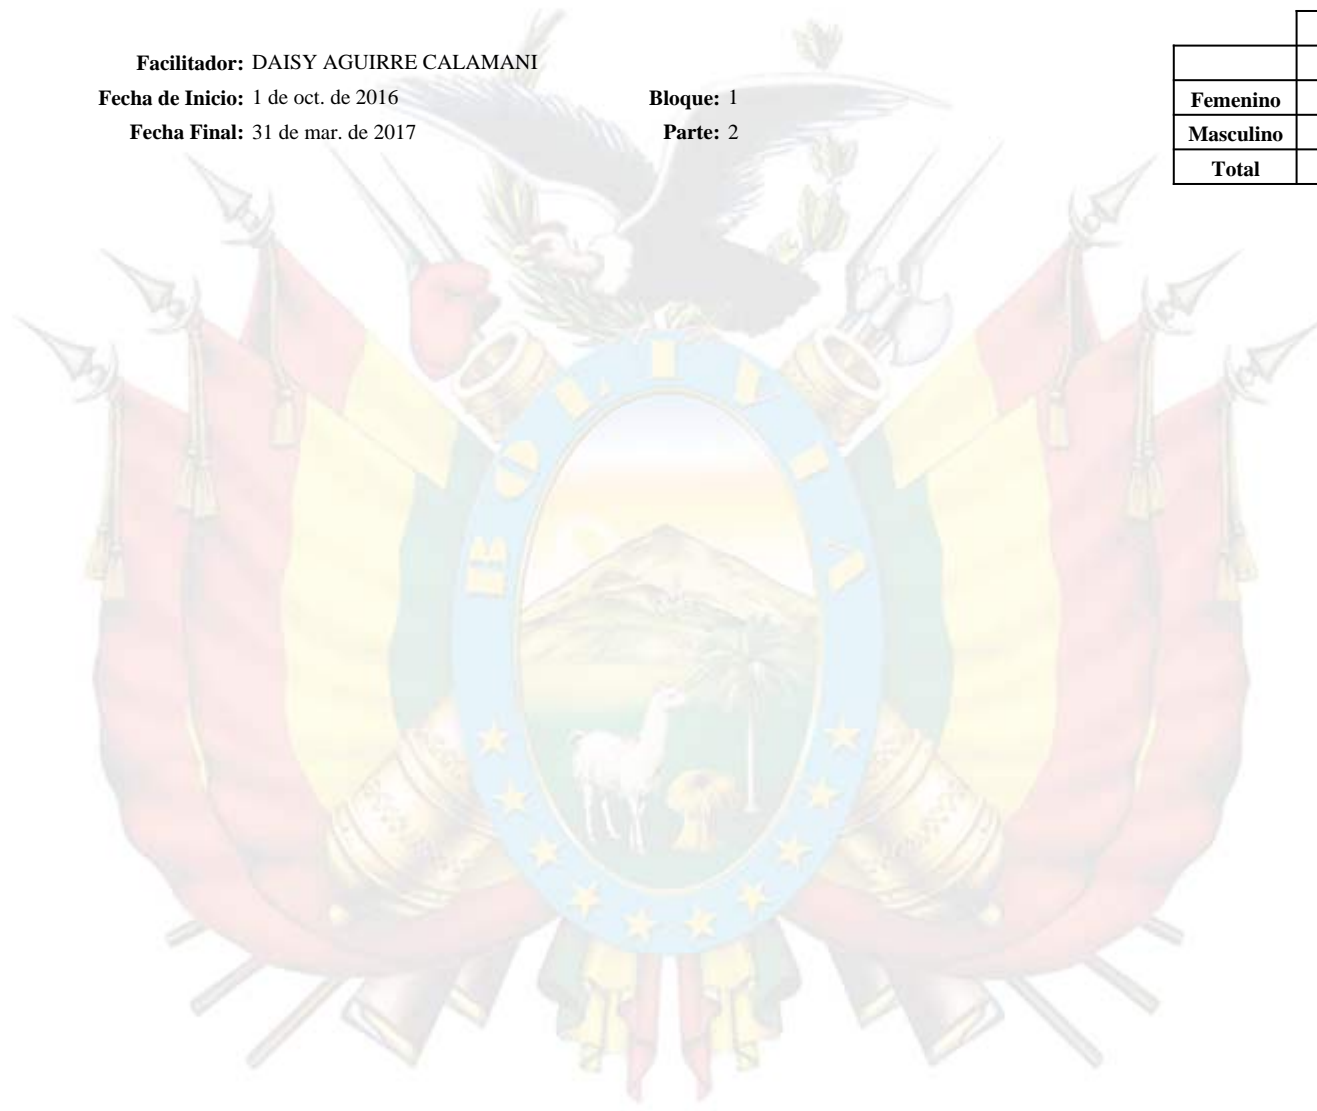 Facilitador: DAISY AGUIRRE CALAMANI
Fecha de Inicio: 1 de oct. de 2016 Bloque: 1
Fecha Final: 31 de mar. de 2017 Parte: 2
Femenino
Masculino
Total
BOLIVIA